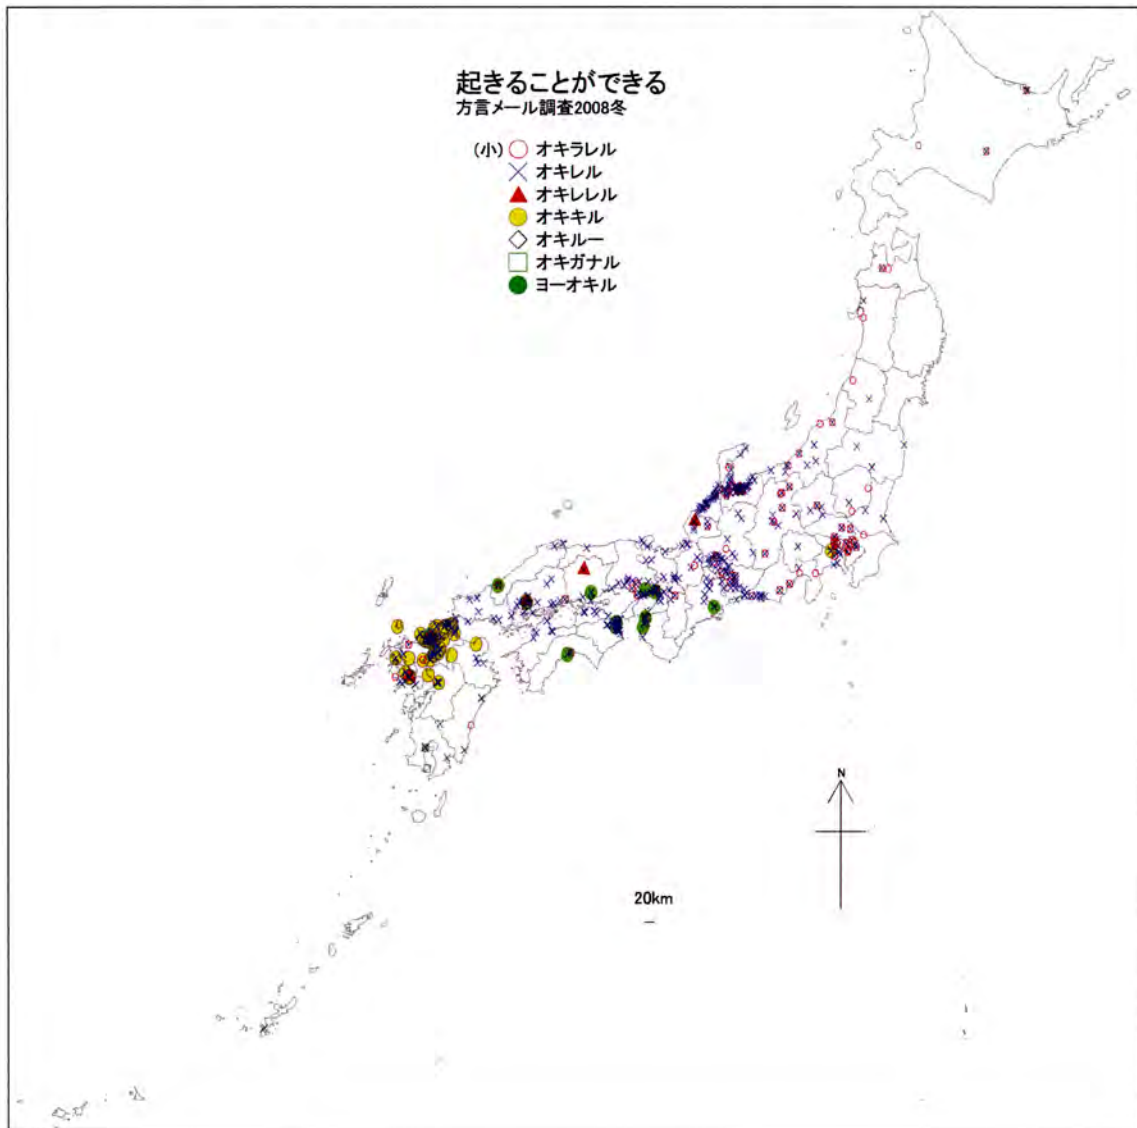 起きることができる
方言メール調査2008冬
(小) オキラレル
オキレル
オキレレル
オキキル
オキルー
オキガナル
ヨーオキル
N
20km